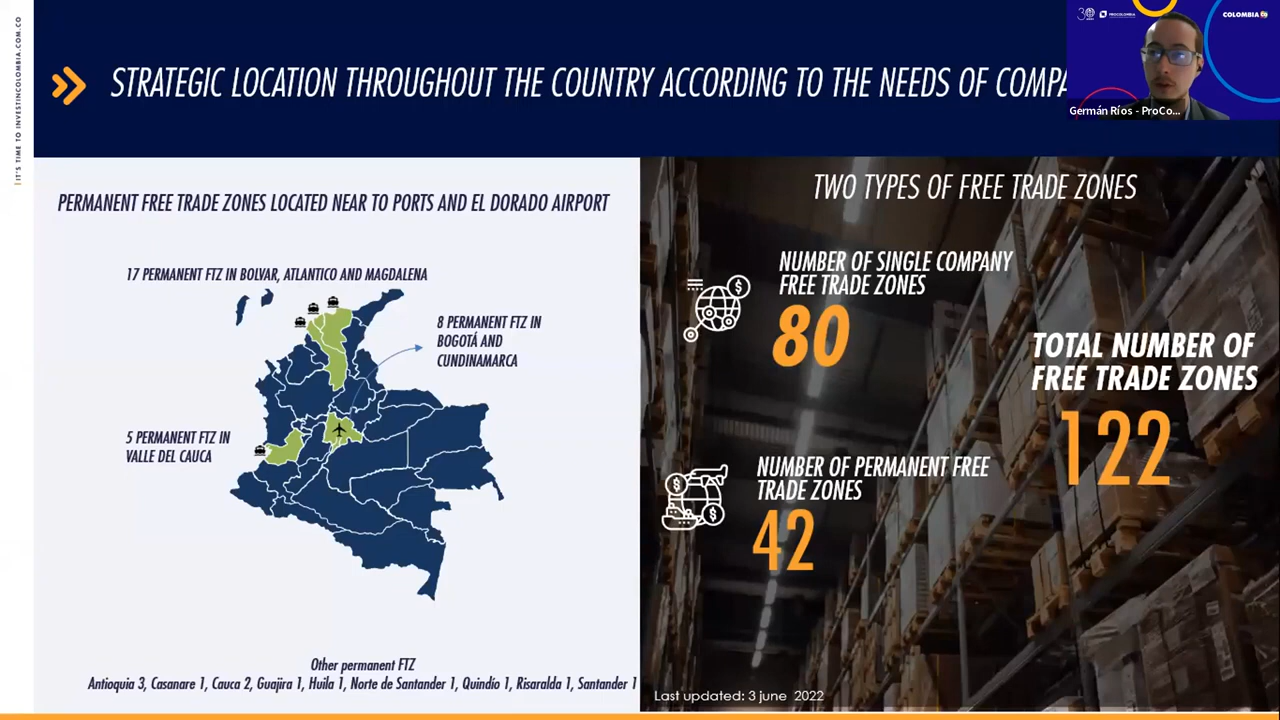 IT'S TIME TO INVESTINCOLOMBIA.COM.CO
STRATEGIC LOCATION THROUGHOUT THE COUNTRY ACCORDING TO THE NEEDS OF COMPA
PROCOLOMBIA
COLOMBIA
Germán Ríos - ProCo...
PERMANENT FREE TRADE ZONES LOCATED NEAR TO PORTS AND EL DORADO AIRPORT
17 PERMANENT FTZ IN BOLVAR, ATLANTICO AND MAGDALENA
8 PERMANENT FTZ IN
BOGOTÁ AND
CUNDINAMARCA
5 PERMANENT FTZ IN
VALLE DEL CAUCA
Other permanent FTZ
Antioquia 3, Casanare 1, Cauca 2, Guajira 1, Huila 1, Norte de Santander 1, Quindío 1, Risaralda 1, Santander 1
TWO TYPES OF FREE TRADE ZONES
NUMBER OF SINGLE COMPANY
FREE TRADE ZONES
80
NUMBER OF PERMANENT FREE
TRADE ZONES
42
TOTAL NUMBER OF
FREE TRADE ZONES
122
Last updated: 3 june 2022